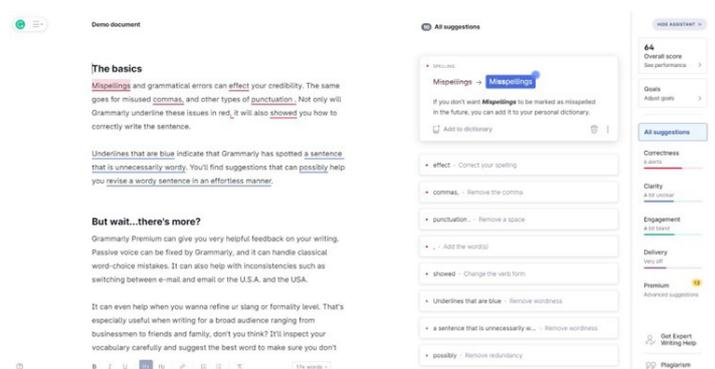 Demo document
The basics
Mispellings and grammatical errors can effect your credibility. The same
goes for misused commas, and other types of punctuation . Not only will
Grammarly underline these issues in red, it will also showed you how to
correctly write the sentence.
Underlines that are blue indicate that Grammarly has spotted a sentence
that is unnecessarily wordy. You'll find suggestions that can possibly help
you revise a wordy sentence in an effortless manner.
But wait...there's more?
Grammarly Premium can give you very helpful feedback on your writing.
Passive voice can be fixed by Grammarly, and it can handle classical
word-choice mistakes. It can also help with inconsistencies such as
switching between e-mail and email or the U.S.A. and the USA.
It can even help when you wanna refine ur slang or formality level. That's
especially useful when writing for a broad audience ranging from
businessmen to friends and family, don't you think? It'll inspect your
vocabulary carefully and suggest the best word to make sure you don't
B I U H1 H2
words
All suggestions
SPELLING
Mispellings → Misspellings
If you don't want Mispellings to be marked as misspelled
in the future, you can add it to your personal dictionary.
Add to dictionary
effect · Correct your spelling
commas, · Remove the comma
punctuation . · Remove a space
, · Add the word(s)
showed · Change the verb form
Underlines that are blue · Remove wordiness
a sentence that is unnecessarily w... · Remove wordiness
possibly · Remove redundancy
HIDE ASSISTANT
64
Overall score
See performance
Goals
Adjust goals
All suggestions
Correctness
alerts
Clarity
A bit unclear
Engagement
A bit bland
Delivery
Very off
Premium
Advanced suggestions
Get Expert
Writing Help
Plagiarism